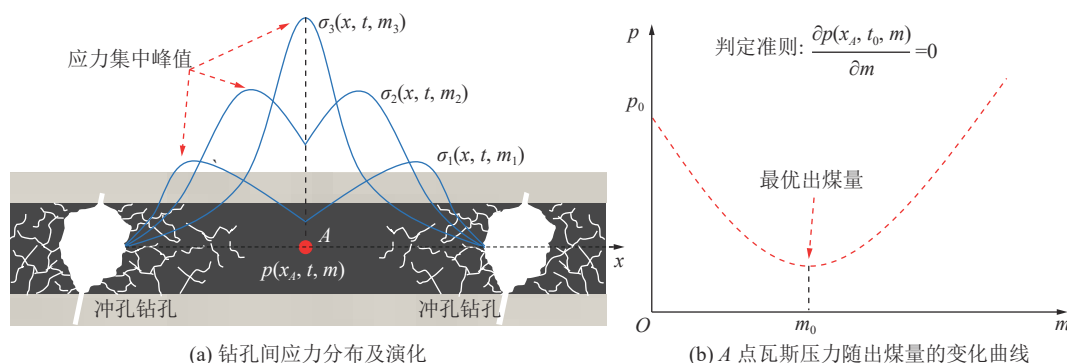 σ₃(x, t, m₃)
应力集中峰值
σ₂(x, t, m₂)
σ₁(x, t, m₁)
A
x
p(x_A, t, m)
冲孔钻孔
冲孔钻孔
(a) 钻孔间应力分布及演化
p
判定准则: ∂p(x_A, t₀, m)/∂m=0
p₀
最优出煤量
O
m₀
m
(b) A 点瓦斯压力随出煤量的变化曲线